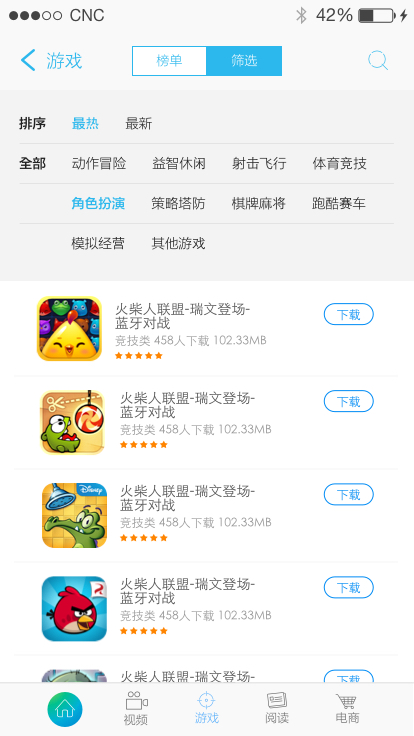 CNC 42%
游戏 榜单 筛选
排序 最热 最新
全部 动作冒险 益智休闲 射击飞行 体育竞技
角色扮演 策略塔防 棋牌麻将 跑酷赛车
模拟经营 其他游戏
火柴人联盟-瑞文登场-
蓝牙对战
竞技类 458人下载 102.33MB
下载
火柴人联盟-瑞文登场-
蓝牙对战
竞技类 458人下载 102.33MB
下载
Disney
火柴人联盟-瑞文登场-
蓝牙对战
竞技类 458人下载 102.33MB
下载
火柴人联盟-瑞文登场-
蓝牙对战
竞技类 458人下载 102.33MB
下载
火柴人联盟-瑞文登场-
下载
视频 游戏 阅读 电商